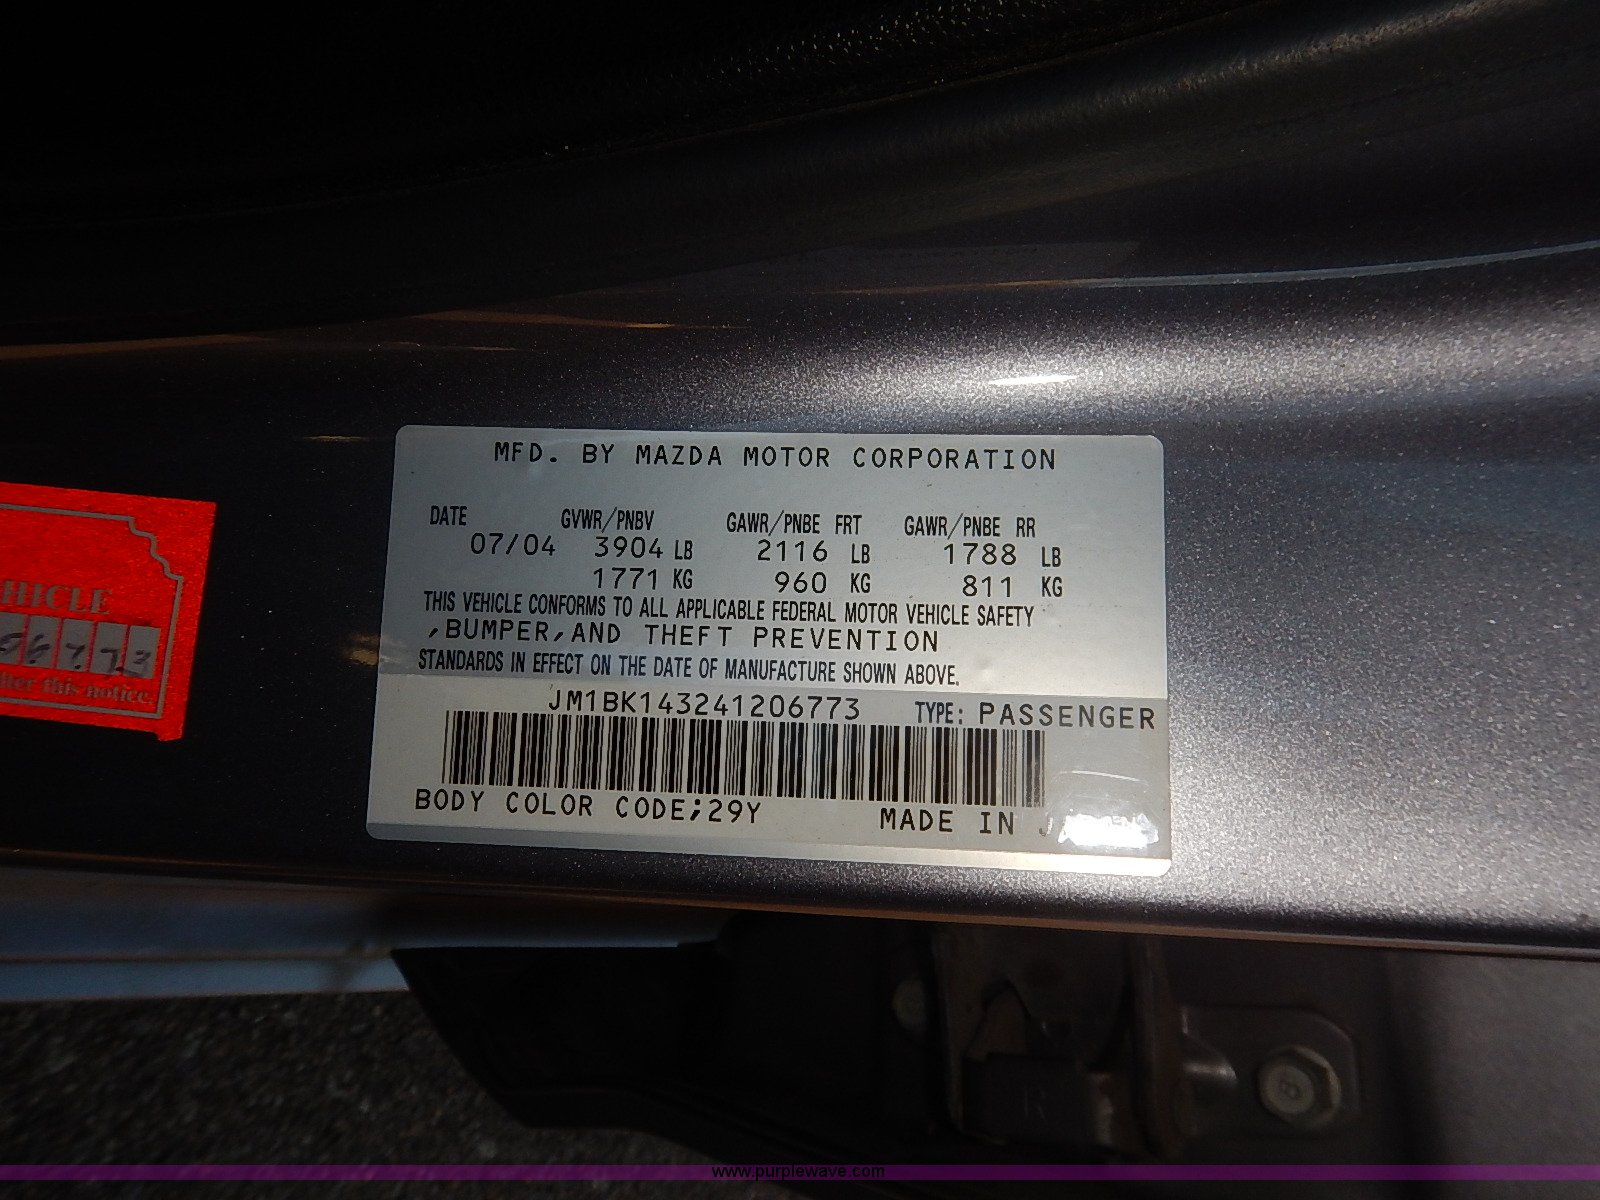 MFD. BY MAZDA MOTOR CORPORATION
DATE GVWR/PNBV GAWR/PNBE FRT GAWR/PNBE RR
07/04 3904 LB 2116 LB 1788 LB
1771 KG 960 KG 811 KG
THIS VEHICLE CONFORMS TO ALL APPLICABLE FEDERAL MOTOR VEHICLE SAFETY
,BUMPER,AND THEFT PREVENTION
STANDARDS IN EFFECT ON THE DATE OF MANUFACTURE SHOWN ABOVE.
JM1BK143241206773 TYPE: PASSENGER
BODY COLOR CODE;29Y MADE IN
HICLE
6773
this notice.
www.purplewave.com